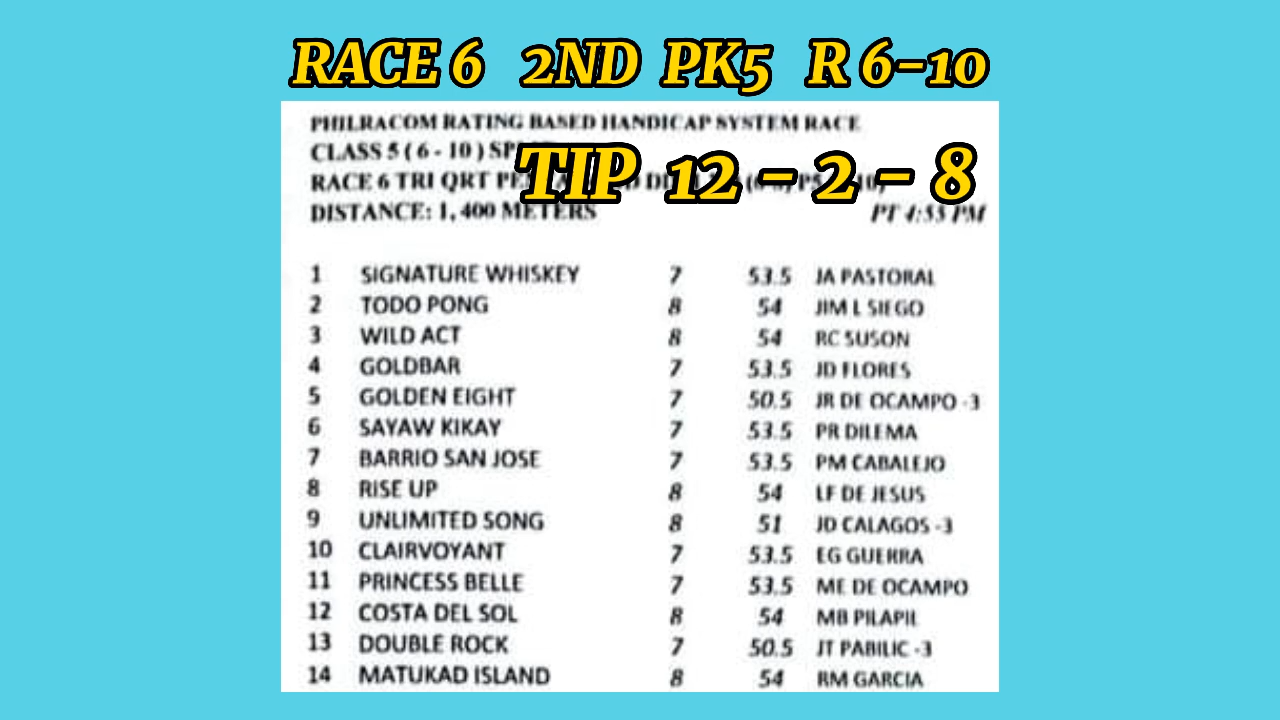 RACE 6 2ND PK5 R 6-10
PHILRACOM RATING BASED HANDICAP SYSTEM RACE
CLASS 5 ( 6 - 10 )
TIP 12 - 2 - 8
RACE 6 TRI QRT
DISTANCE: 1, 400 METERS PT 4:55 PM
1 SIGNATURE WHISKEY 7 53.5 JA PASTORAL
2 TODO PONG 8 54 JIM L SIEGO
3 WILD ACT 8 54 RC SUSON
4 GOLDBAR 7 53.5 JD FLORES
5 GOLDEN EIGHT 7 50.5 JR DE OCAMPO -3
6 SAYAW KIKAY 7 53.5 PR DILEMA
7 BARRIO SAN JOSE 7 53.5 PM CABALEJO
8 RISE UP 8 54 LF DE JESUS
9 UNLIMITED SONG 8 51 JD CALAGOS -3
10 CLAIRVOYANT 7 53.5 EG GUERRA
11 PRINCESS BELLE 7 53.5 ME DE OCAMPO
12 COSTA DEL SOL 8 54 MB PILAPIL
13 DOUBLE ROCK 7 50.5 JT PABILIC -3
14 MATUKAD ISLAND 8 54 RM GARCIA